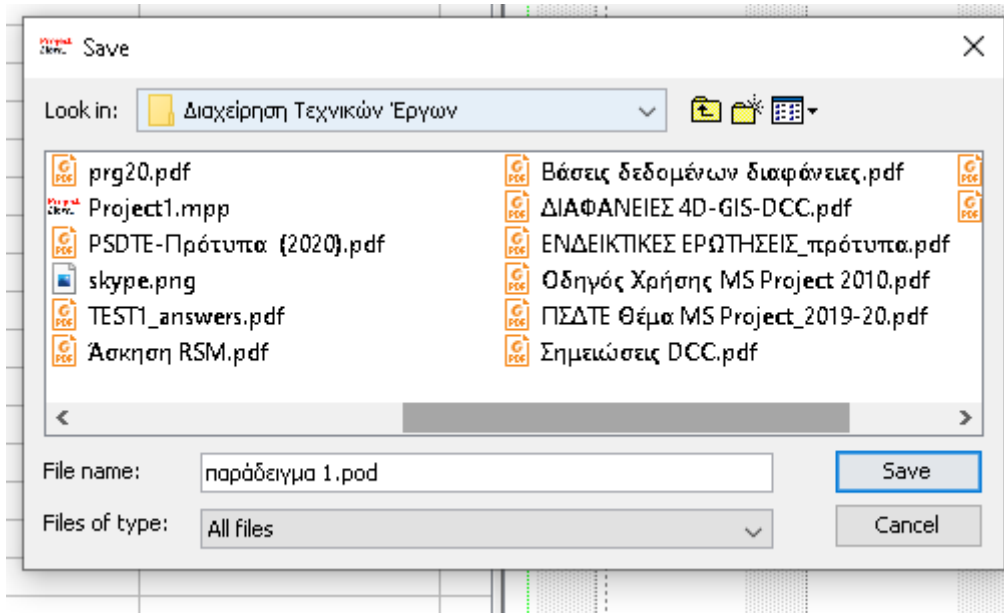 Save
Look in: Διαχείρηση Τεχνικών Έργων
prg20.pdf
Project1.mpp
PSDTE-Πρότυπα (2020).pdf
skype.png
TEST1_answers.pdf
Άσκηση RSM.pdf
Βάσεις δεδομένων διαφάνειες.pdf
ΔΙΑΦΑΝΕΙΕΣ 4D-GIS-DCC.pdf
ΕΝΔΕΙΚΤΙΚΕΣ ΕΡΩΤΗΣΕΙΣ_πρότυπα.pdf
Οδηγός Χρήσης MS Project 2010.pdf
ΠΣΔΤΕ Θέμα MS Project_2019-20.pdf
Σημειώσεις DCC.pdf
File name: παράδειγμα 1.pod
Save
Files of type: All files
Cancel